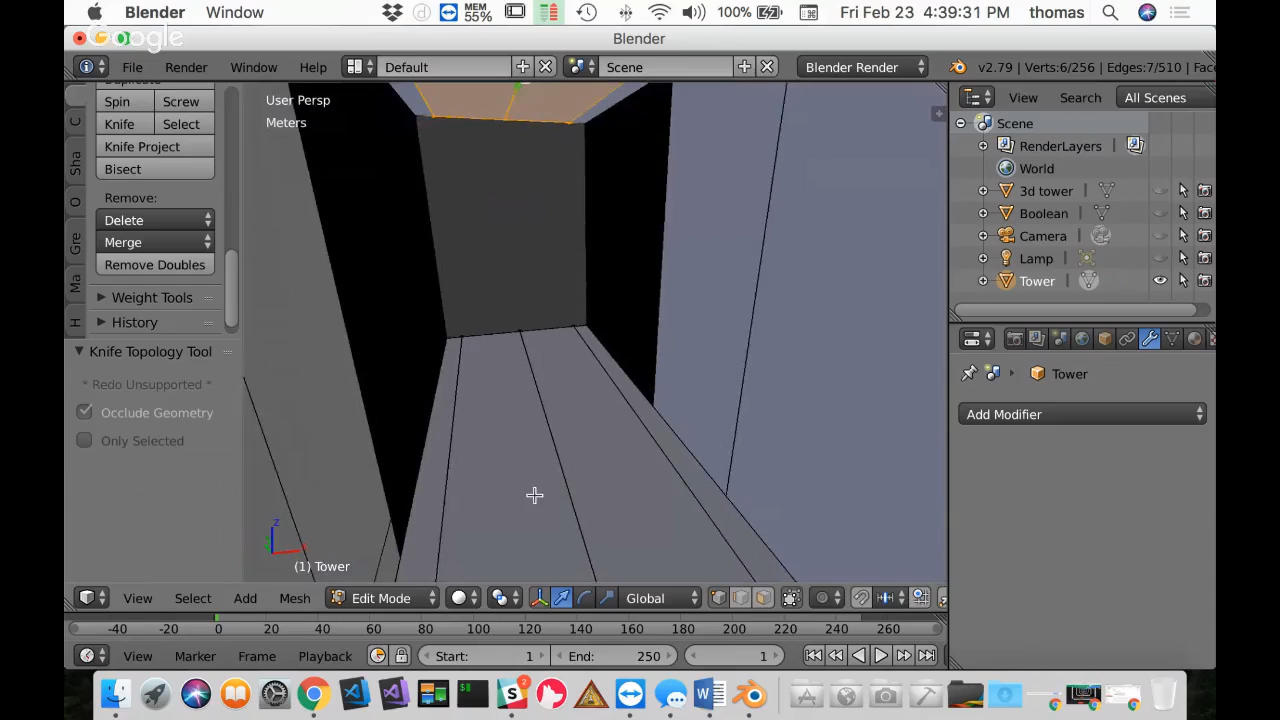 Blender Window MEM 55% 100% Fri Feb 23 4:39:31 PM thomas
Google
Blender
File Render Window Help Default Scene Blender Render v2.79 | Verts:6/256 | Edges:7/510 | Face
User Persp
Meters
Spin Screw
Knife Select
Knife Project
Bisect
Remove:
Delete
Merge
Remove Doubles
Weight Tools
History
Knife Topology Tool
* Redo Unsupported *
Occlude Geometry
Only Selected
C
Sha
O
Gre
Ma
H
Z
(1) Tower
View Search All Scenes
Scene
RenderLayers
World
3d tower
Boolean
Camera
Lamp
Tower
Tower
Add Modifier
View Select Add Mesh Edit Mode Global
-40 -20 0 20 40 60 80 100 120 140 160 180 200 220 240 260
View Marker Frame Playback Start: 1 End: 250 1
2